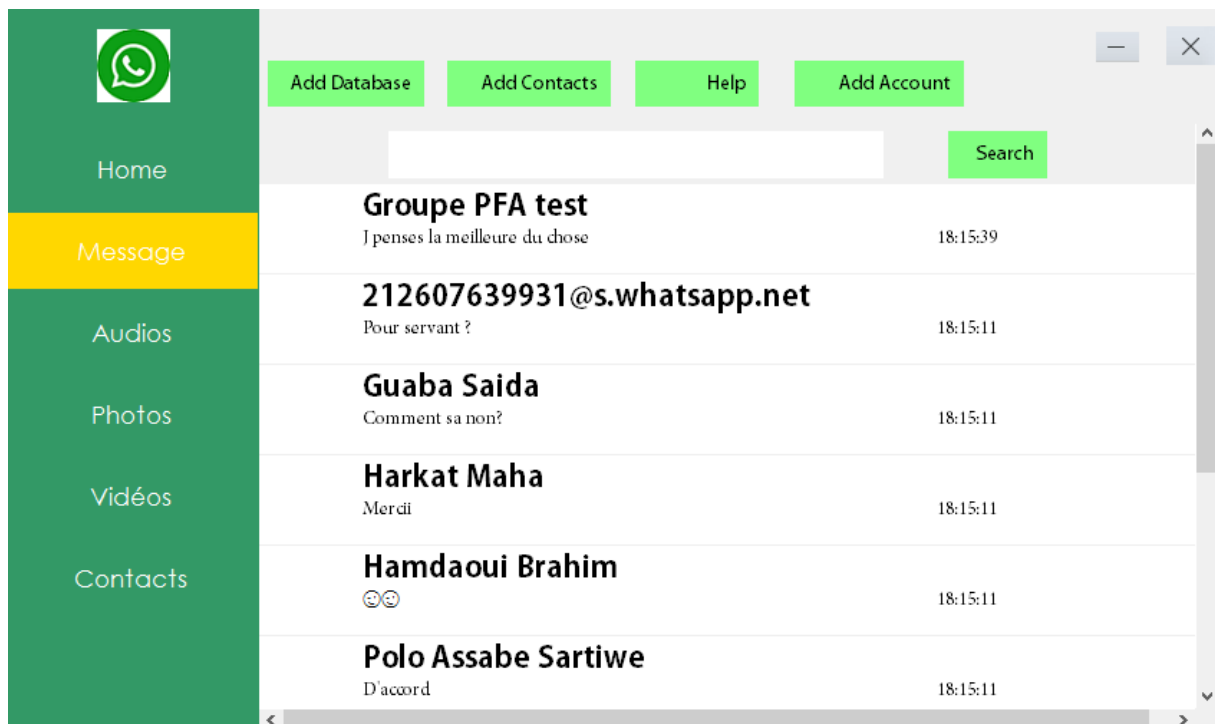 Add Database Add Contacts Help Add Account
Search
Home
Message
Audios
Photos
Vidéos
Contacts
Groupe PFA test
J penses la meilleure du chose 18:15:39
212607639931@s.whatsapp.net
Pour servant ? 18:15:11
Guaba Saida
Comment sa non? 18:15:11
Harkat Maha
Mercii 18:15:11
Hamdaoui Brahim
☺☺ 18:15:11
Polo Assabe Sartiwe
D'accord 18:15:11